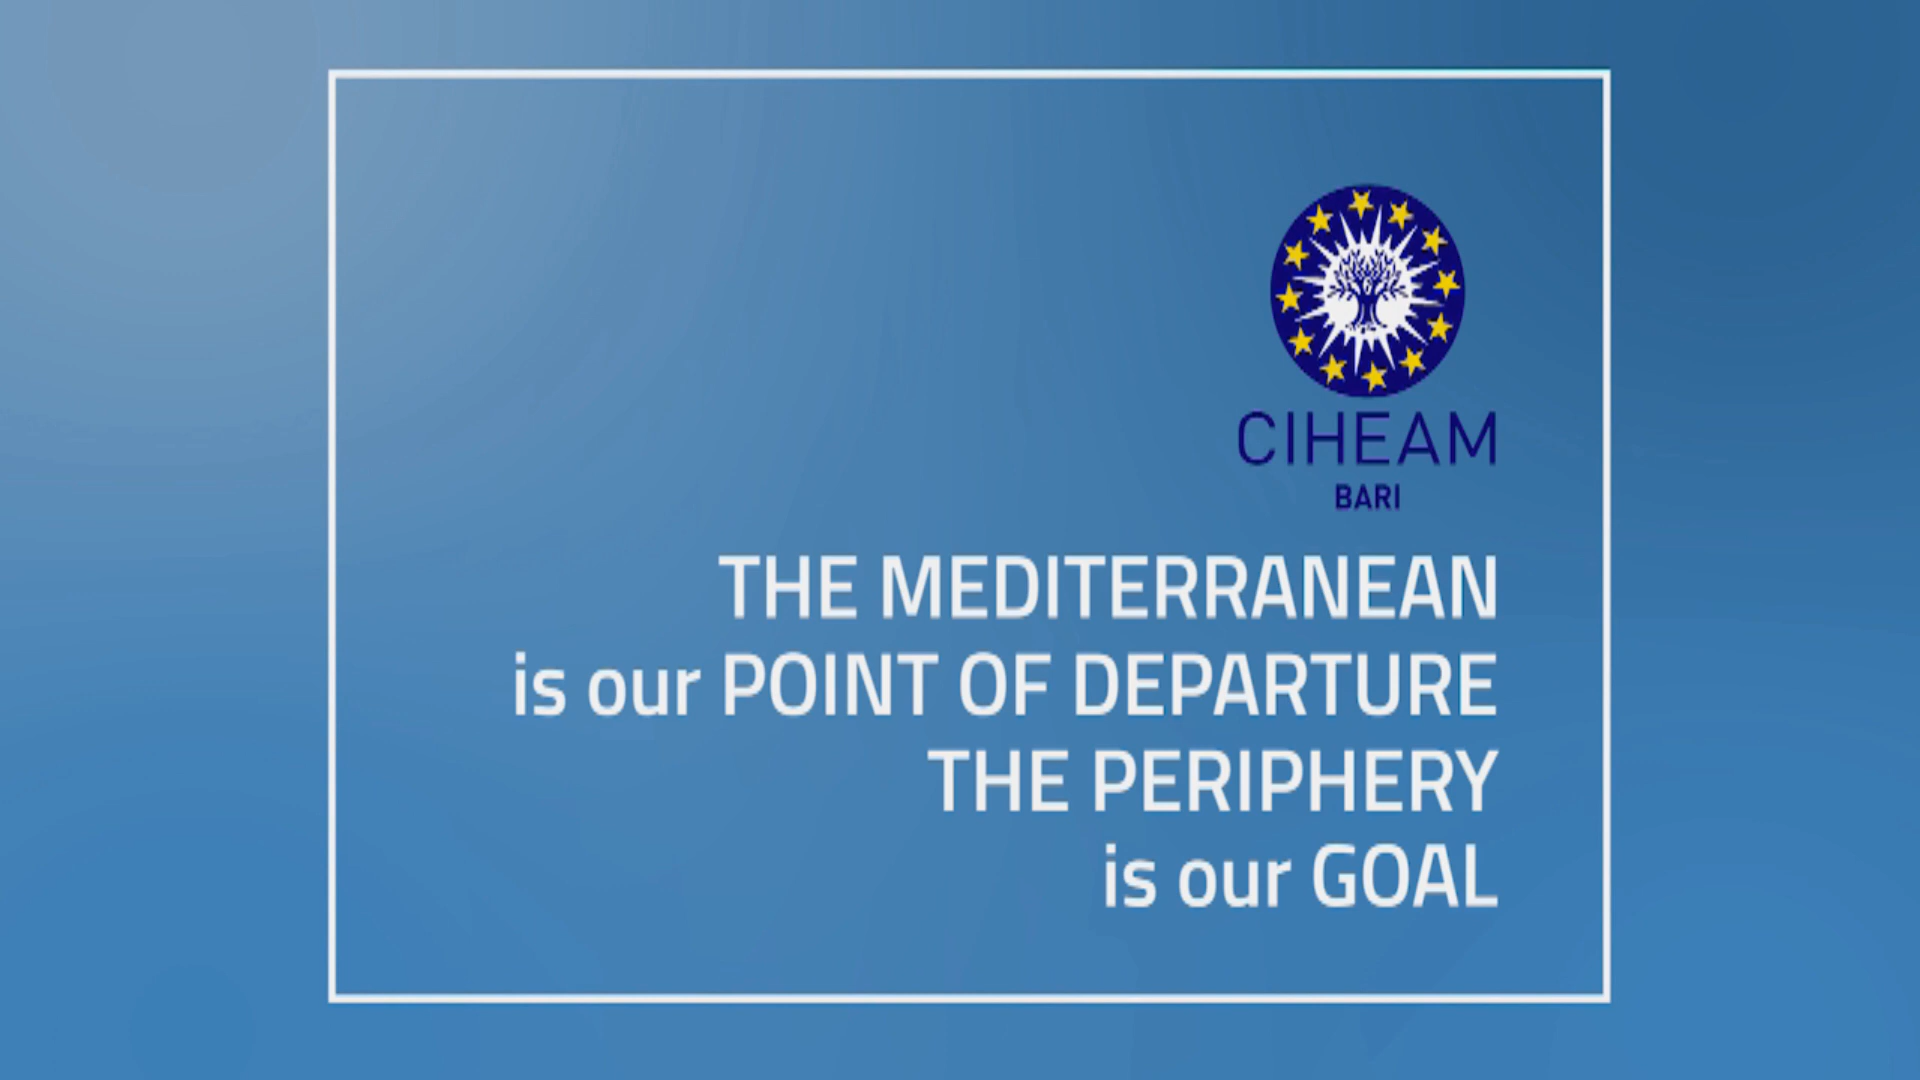 CIHEAM
BARI
THE MEDITERRANEAN
is our POINT OF DEPARTURE
THE PERIPHERY
is our GOAL